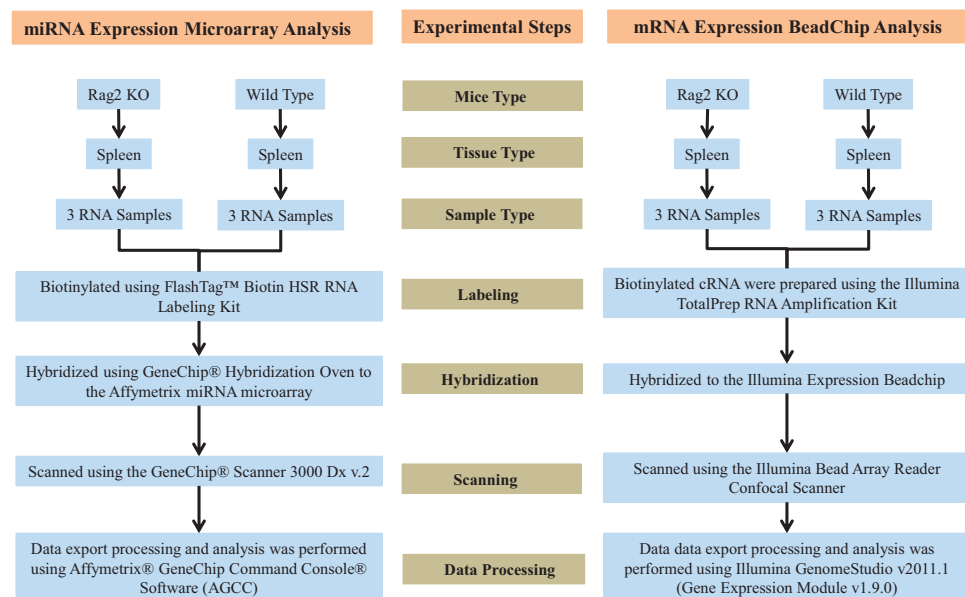 miRNA Expression Microarray Analysis
Experimental Steps
mRNA Expression BeadChip Analysis
Rag2 KO
Wild Type
Mice Type
Rag2 KO
Wild Type
Spleen
Spleen
Tissue Type
Spleen
Spleen
3 RNA Samples
3 RNA Samples
Sample Type
3 RNA Samples
3 RNA Samples
Biotinylated using FlashTag™ Biotin HSR RNA
Labeling Kit
Labeling
Biotinylated cRNA were prepared using the Illumina
TotalPrep RNA Amplification Kit
Hybridized using GeneChip® Hybridization Oven to
the Affymetrix miRNA microarray
Hybridization
Hybridized to the Illumina Expression Beadchip
Scanned using the GeneChip® Scanner 3000 Dx v.2
Scanning
Scanned using the Illumina Bead Array Reader
Confocal Scanner
Data export processing and analysis was performed
using Affymetrix® GeneChip Command Console®
Software (AGCC)
Data Processing
Data data export processing and analysis was
performed using Illumina GenomeStudio v2011.1
(Gene Expression Module v1.9.0)